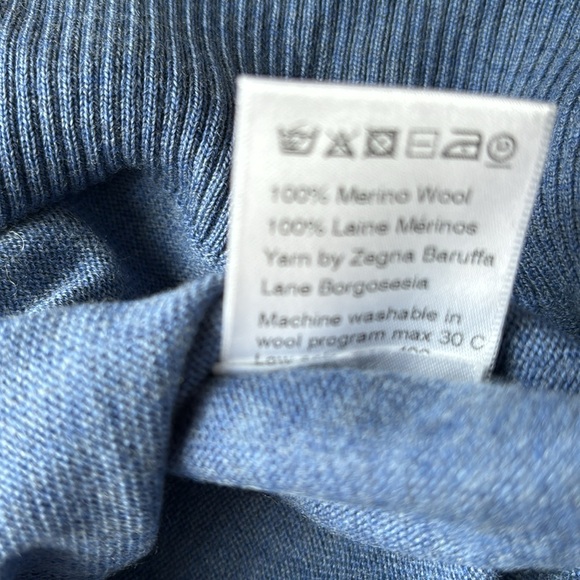 100% Merino Wool
100% Laine Mérinos
Yarn by Zegna Baruffa
Lane Borgosesia
Machine washable in
wool program max 30 C
Low